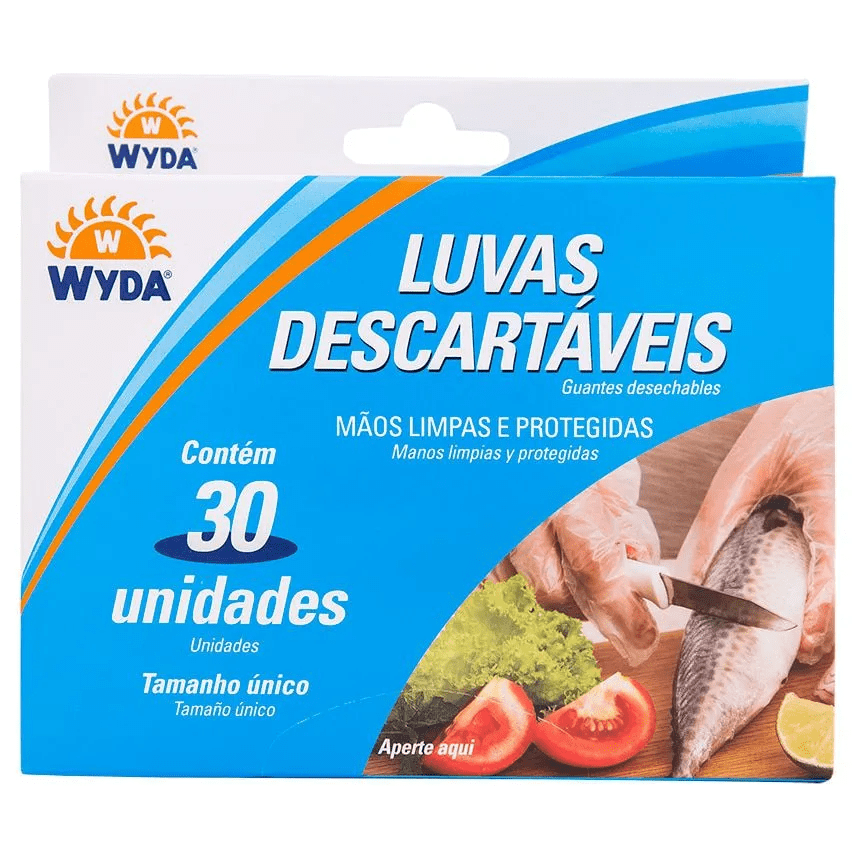 W
WYDA
W
WYDA®
LUVAS
DESCARTÁVEIS
Guantes desechables
MÃOS LIMPAS E PROTEGIDAS
Manos limpias y protegidas
Contém
30
unidades
Unidades
Tamanho único
Tamaño único
Aperte aqui